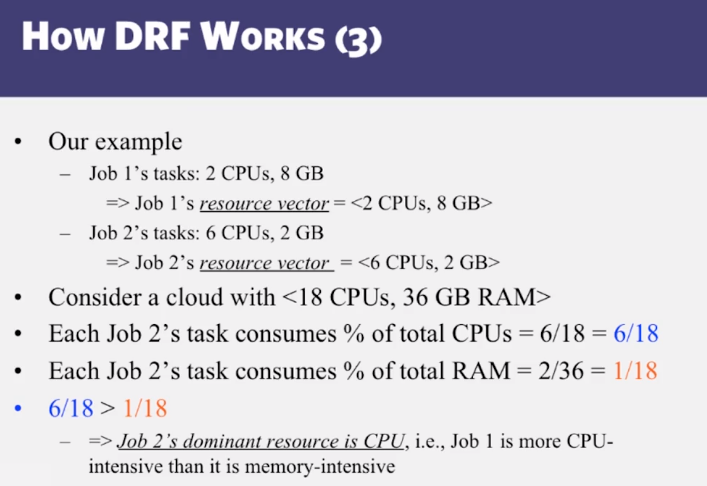 How DRF Works (3)
• Our example
– Job 1's tasks: 2 CPUs, 8 GB
=> Job 1's resource vector = <2 CPUs, 8 GB>
– Job 2's tasks: 6 CPUs, 2 GB
=> Job 2's resource vector = <6 CPUs, 2 GB>
• Consider a cloud with <18 CPUs, 36 GB RAM>
• Each Job 2's task consumes % of total CPUs = 6/18 = 6/18
• Each Job 2's task consumes % of total RAM = 2/36 = 1/18
• 6/18 > 1/18
– => Job 2's dominant resource is CPU, i.e., Job 1 is more CPU-
intensive than it is memory-intensive